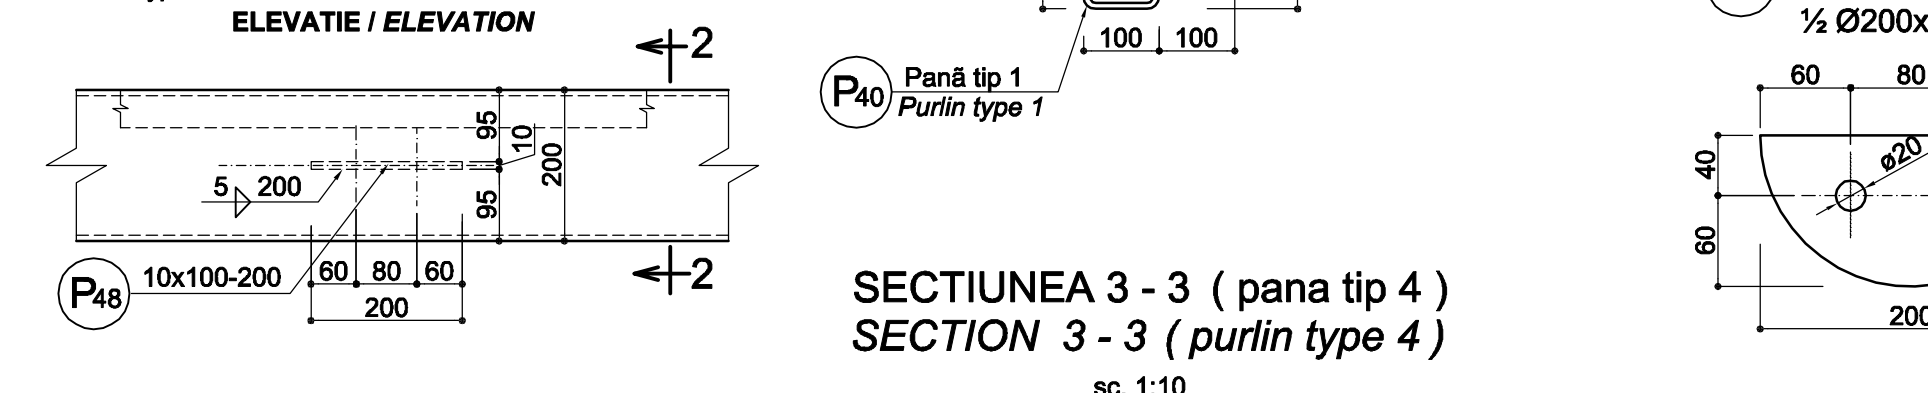 ELEVATIE / ELEVATION
2
95
10
200
95
5 200
P48 10x100-200
60 80 60
200
2
100 100
P40 Pană tip 1
Purlin type 1
SECTIUNEA 3 - 3 ( pana tip 4 )
SECTION 3 - 3 ( purlin type 4 )
sc. 1:10
½ Ø200x
60 80
40
ø20
60
200